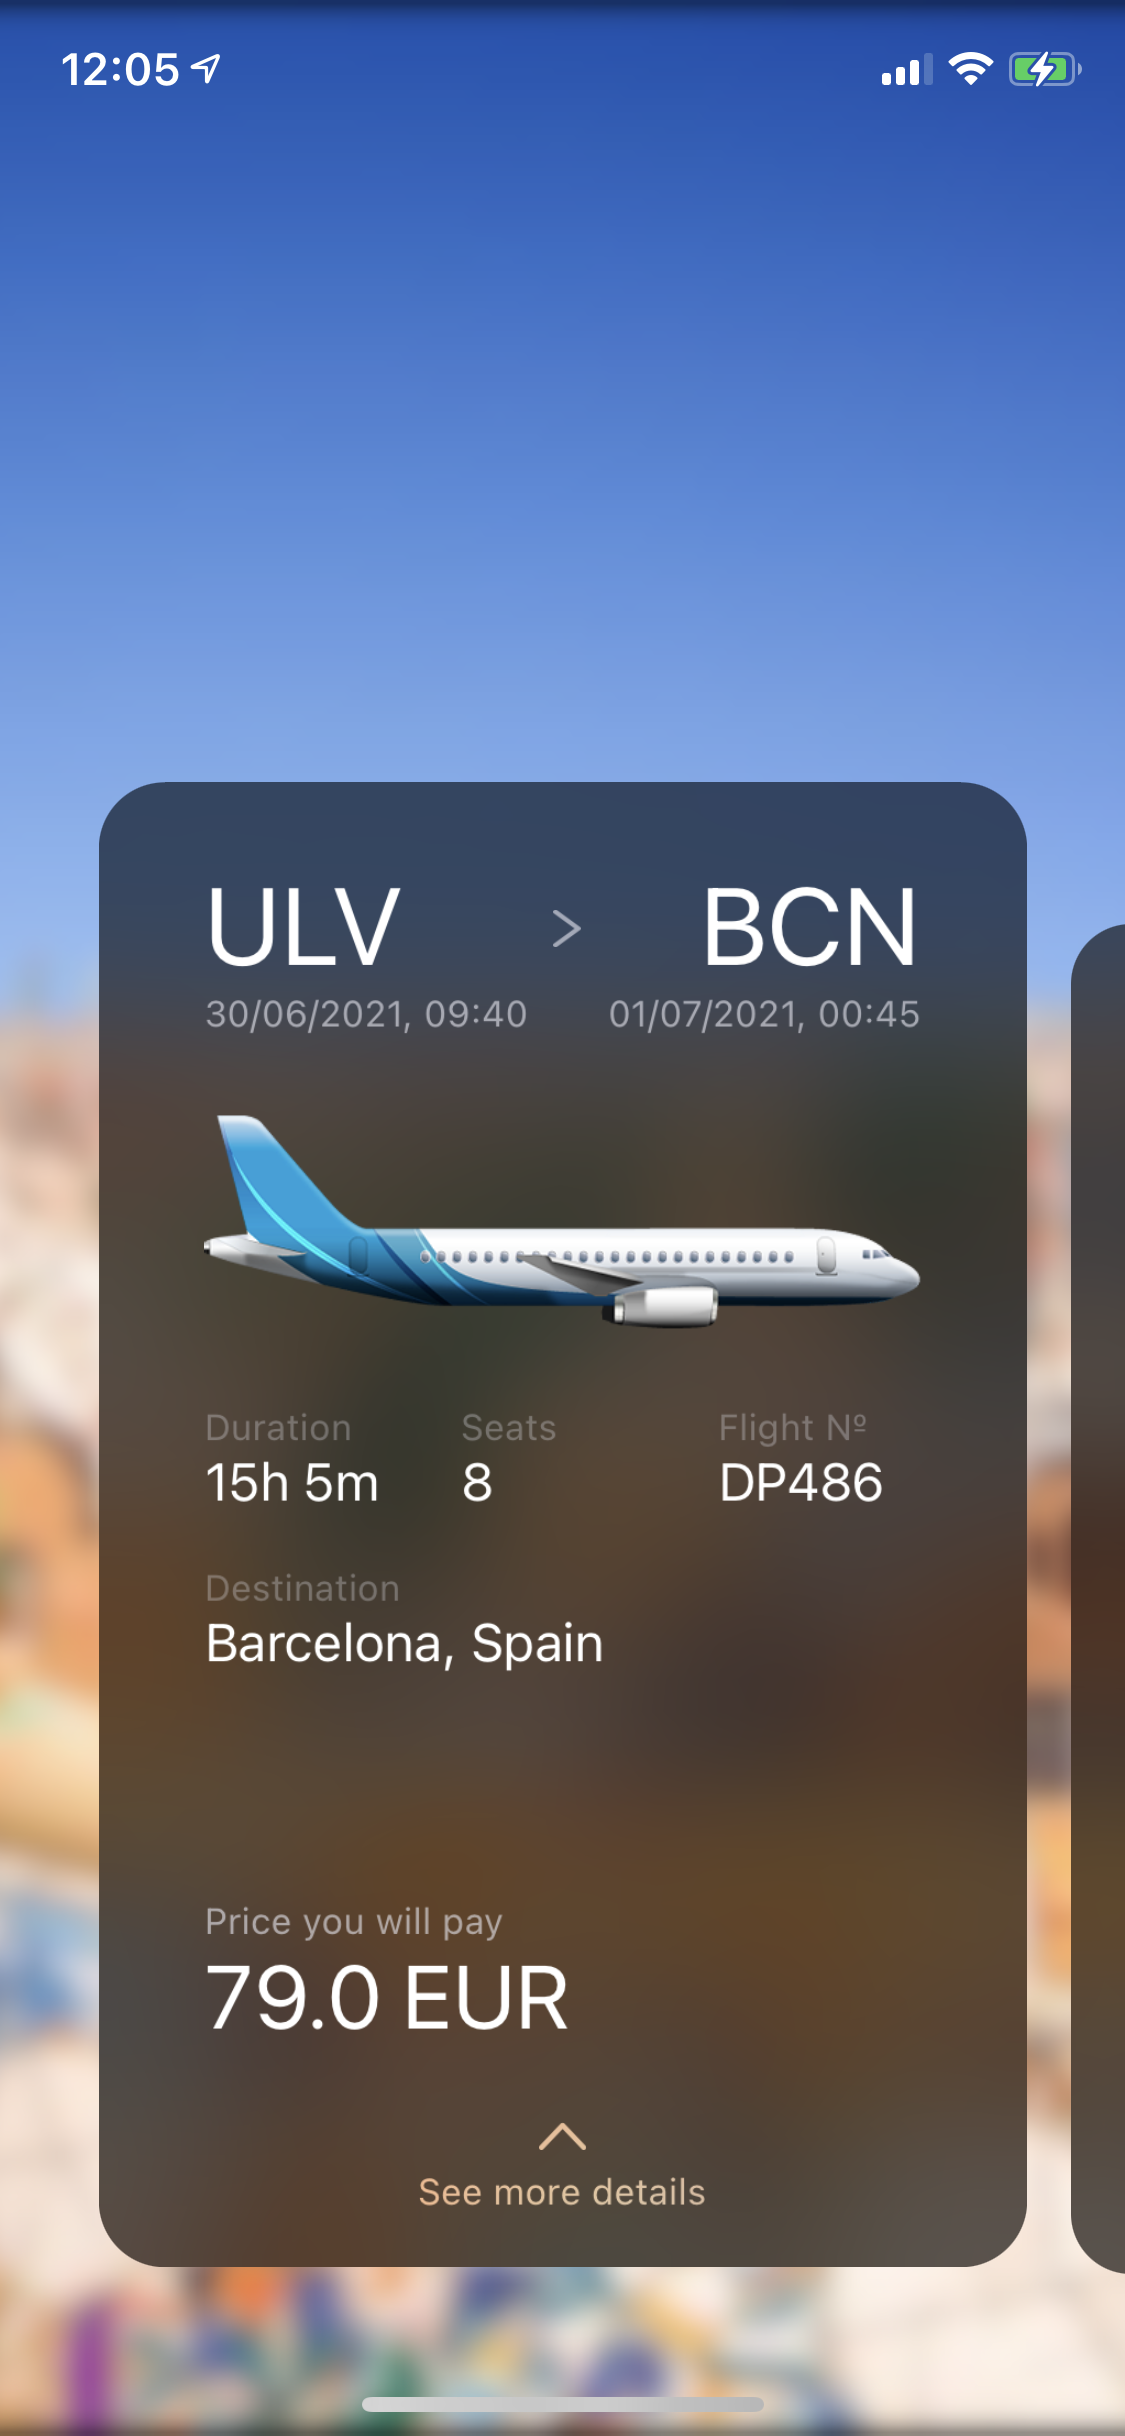 12:05
ULV > BCN
30/06/2021, 09:40 01/07/2021, 00:45
Duration Seats Flight Nº
15h 5m 8 DP486
Destination
Barcelona, Spain
Price you will pay
79.0 EUR
See more details